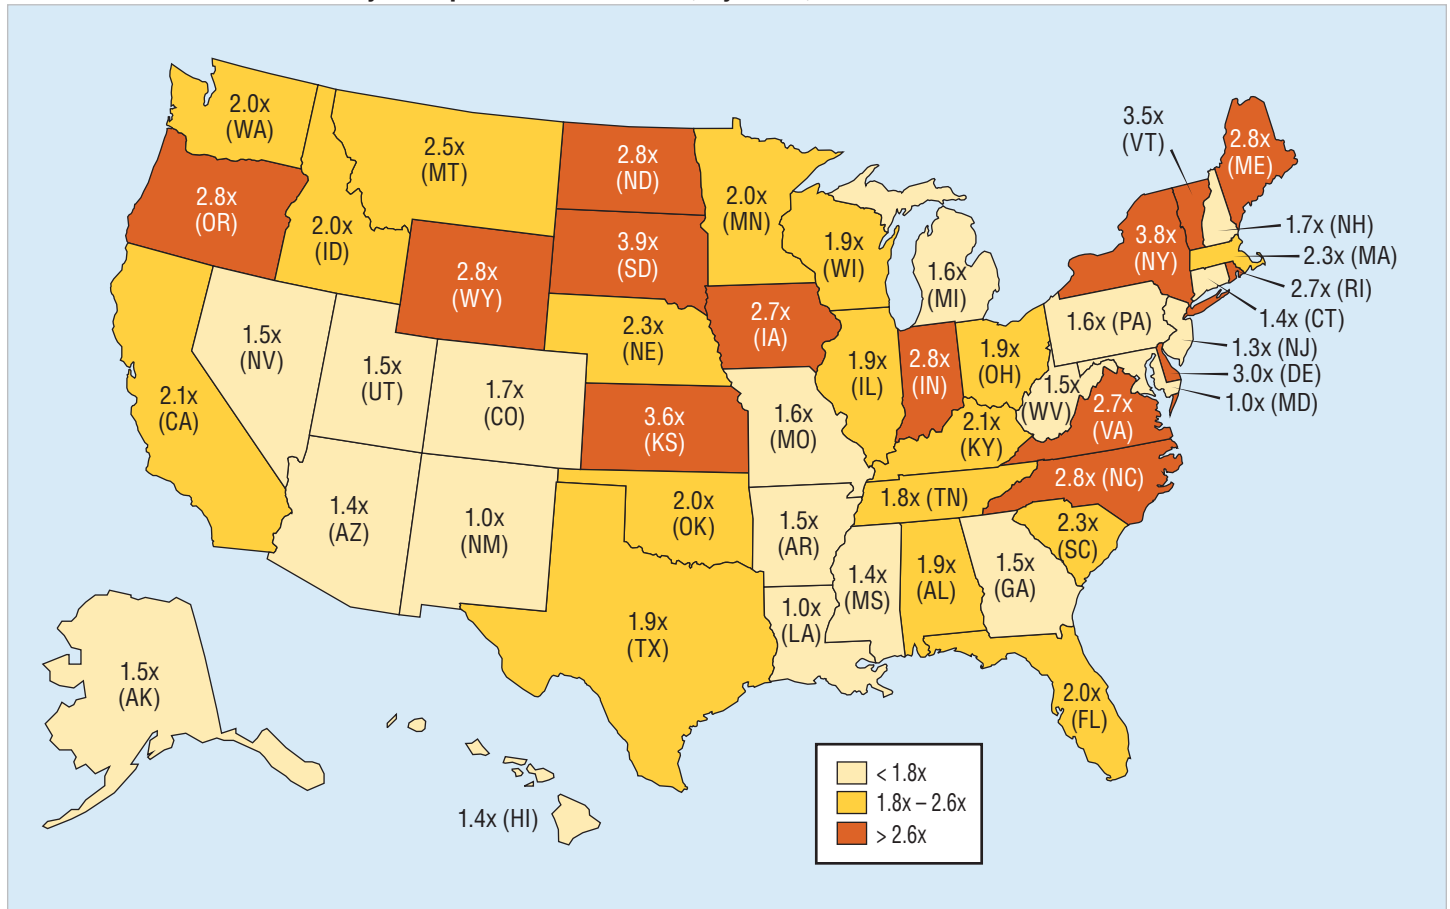 2.0x
(WA)
2.5x
(MT)
2.8x
(ND)
2.0x
(MN)
3.5x
(VT)
2.8x
(ME)
2.8x
(OR)
2.0x
(ID)
2.8x
(WY)
3.9x
(SD)
1.9x
(WI)
1.6x
(MI)
3.8x
(NY)
1.7x (NH)
2.3x (MA)
2.7x (RI)
1.4x (CT)
1.3x (NJ)
3.0x (DE)
1.0x (MD)
1.6x (PA)
2.1x
(CA)
1.5x
(NV)
1.5x
(UT)
1.7x
(CO)
2.3x
(NE)
2.7x
(IA)
1.9x
(IL)
2.8x
(IN)
1.9x
(OH)
1.5x
(WV)
2.7x
(VA)
3.6x
(KS)
1.6x
(MO)
2.1x
(KY)
2.8x (NC)
1.8x (TN)
1.4x
(AZ)
1.0x
(NM)
2.0x
(OK)
1.5x
(AR)
2.3x
(SC)
1.4x
(MS)
1.9x
(AL)
1.5x
(GA)
1.9x
(TX)
1.0x
(LA)
2.0x
(FL)
1.5x
(AK)
1.4x (HI)
< 1.8x
1.8x – 2.6x
> 2.6x